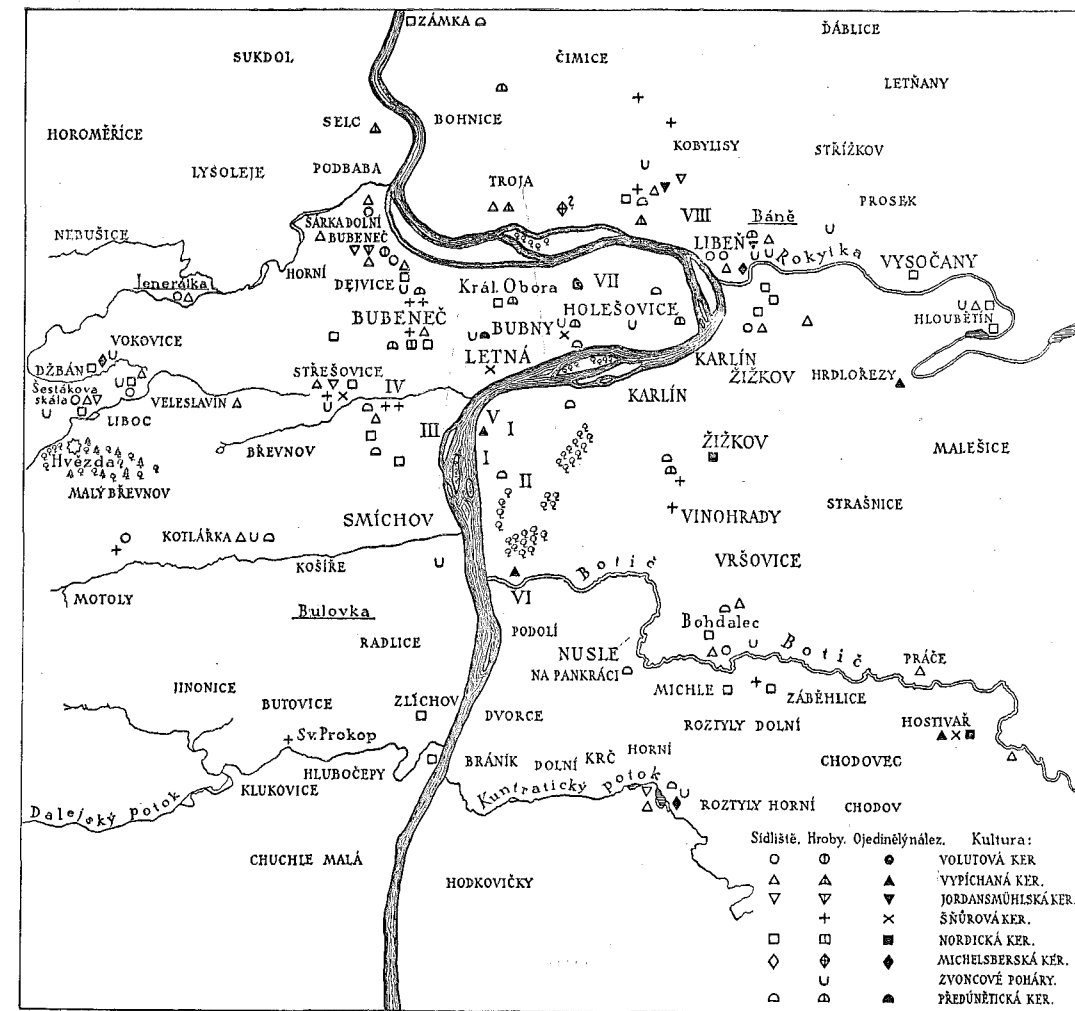 ZÁMKA
ĎÁBLICE
SUKDOL
ČIMICE
LETŇANY
HOROMĚŘICE
SELC
BOHNICE
KOBYLISY
STŘÍŽKOV
LYSOLEJE
PODBABA
TROJA
?
PROSEK
ŠÁRKA DOLNÍ
VIII
Báně
NEBUŠICE
BUBENEČ
LIBEŇ
Rokytka
VYSOČANY
HORNÍ
Jenerálka
DEJVICE
Král. Obora
VII
HOLEŠOVICE
HLOUBĚTÍN
BUBENEČ
BUBNY
VOKOVICE
LETNÁ
KARLÍN
DŽBÁN
STŘEŠOVICE
IV
ŽIŽKOV
HRDLOŘEZY
Šestákova
skála
VELESLAVÍN
KARLÍN
LIBOC
III
V
I
BŘEVNOV
ŽIŽKOV
MALEŠICE
Hvězda
I
MALÝ BŘEVNOV
II
STRAŠNICE
SMÍCHOV
VINOHRADY
KOTLÁŘKA
KOŠÍŘE
VRŠOVICE
Botič
MOTOLY
VI
Bulovka
PODOLÍ
Bohdalec
RADLICE
NUSLE
Botič
PRÁČE
NA PANKRÁCI
JINONICE
MICHLE
ZÁBĚHLICE
BUTOVICE
ZLÍCHOV
DVORCE
ROZTYLY DOLNÍ
HOSTIVAŘ
Sv. Prokop
HLUBOČEPY
BRÁNÍK
DOLNÍ
KRČ
HORNÍ
CHODOVEC
KLUKOVICE
Kunratický potok
Dalejský potok
ROZTYLY HORNÍ
CHODOV
Sídliště. Hroby. Ojedinělý nález. Kultura:
CHUCHLE MALÁ
VOLUTOVÁ KER
HODKOVIČKY
VYPÍCHANÁ KER.
JORDANSMÜHLSKÁ KER.
ŠŇŮROVÁ KER.
NORDICKÁ KER.
MICHELSBERSKÁ KER.
ZVONCOVÉ POHÁRY.
PŘEDÚNĚTICKÁ KER.